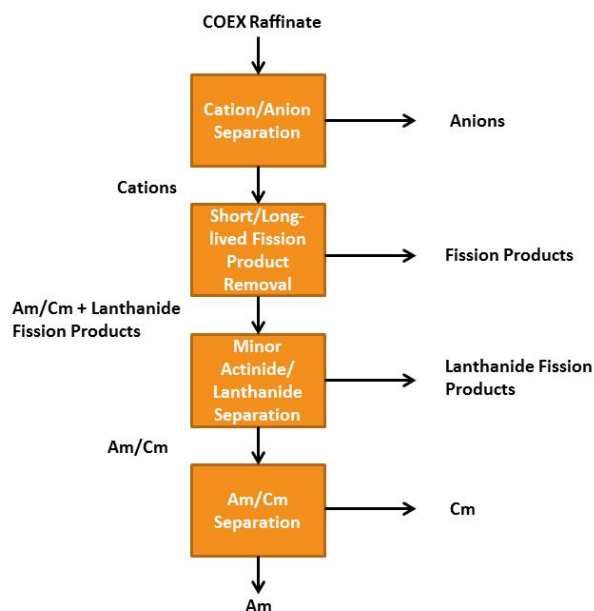 COEX Raffinate
Cation/Anion
Separation
Anions
Cations
Short/Long-
lived Fission
Product
Removal
Fission Products
Am/Cm + Lanthanide
Fission Products
Minor
Actinide/
Lanthanide
Separation
Lanthanide Fission
Products
Am/Cm
Am/Cm
Separation
Cm
Am